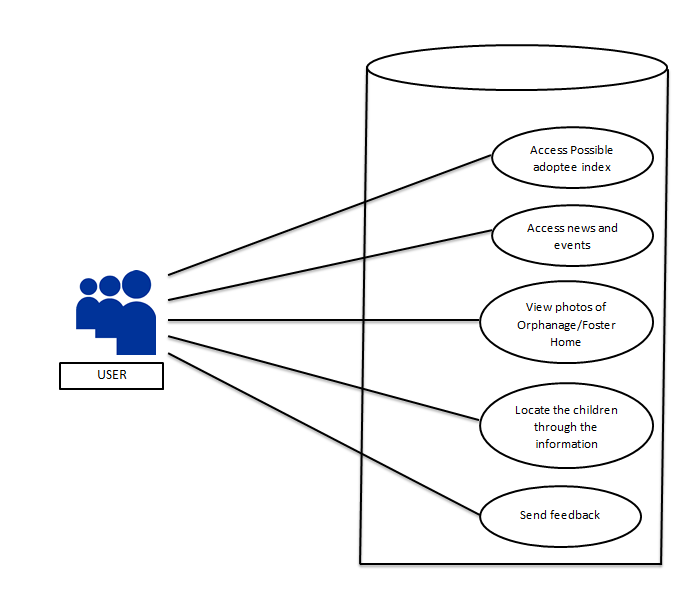 Access Possible
adoptee index
Access news and
events
View photos of
Orphanage/Foster
Home
USER
Locate the children
through the
information
Send feedback